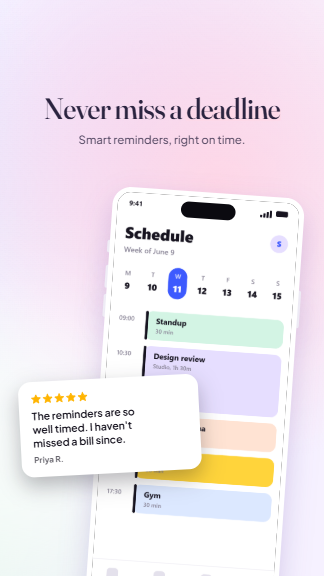 Never miss a deadline
Smart reminders, right on time.
9:41
Schedule
Week of June 9
S
M T W T F S S
9 10 11 12 13 14 15
09:00
Standup
30 min
10:30
Design review
Studio, 1h 30m
The reminders are so
well timed. I haven't
missed a bill since.
Priya R.
17:30
Gym
30 min